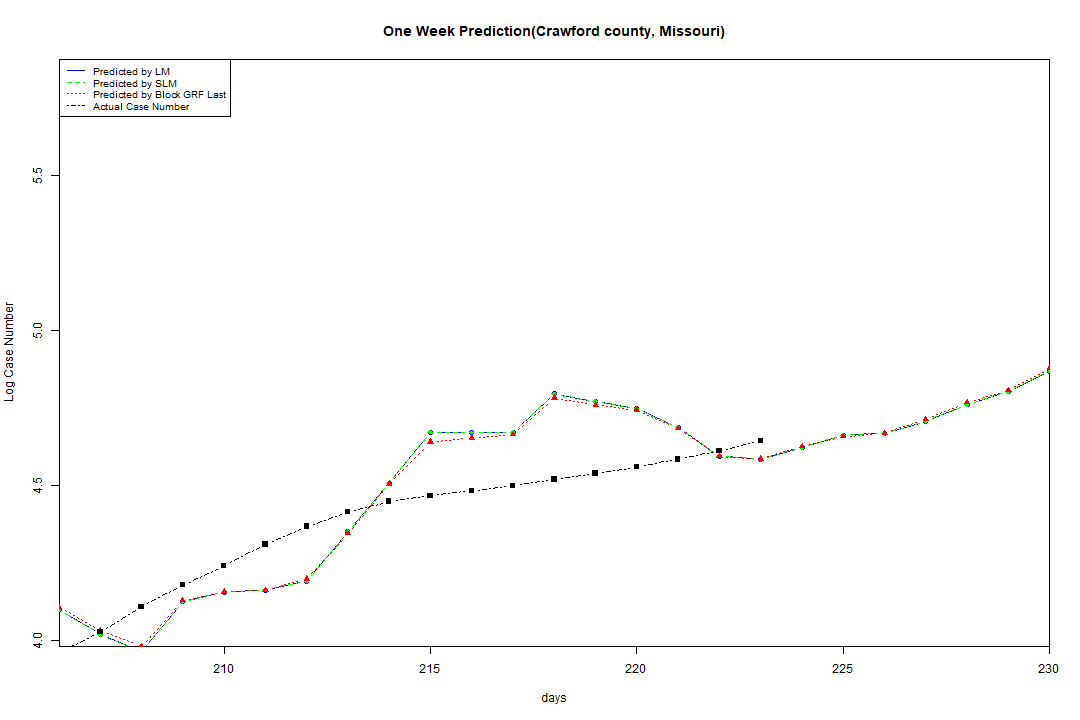 One Week Prediction(Crawford county, Missouri)
Predicted by LM
Predicted by SLM
Predicted by Block GRF Last
Actual Case Number
5.5
5.0
4.5
4.0
Log Case Number
210 215 220 225 230
days